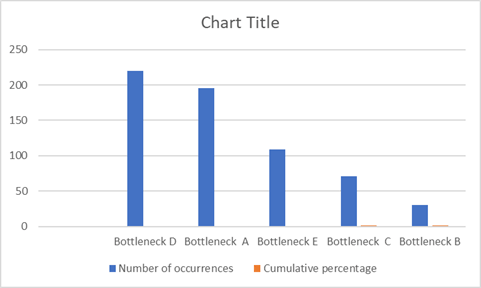 Chart Title
250
200
150
100
50
0
Bottleneck D Bottleneck A Bottleneck E Bottleneck C Bottleneck B
Number of occurrences Cumulative percentage